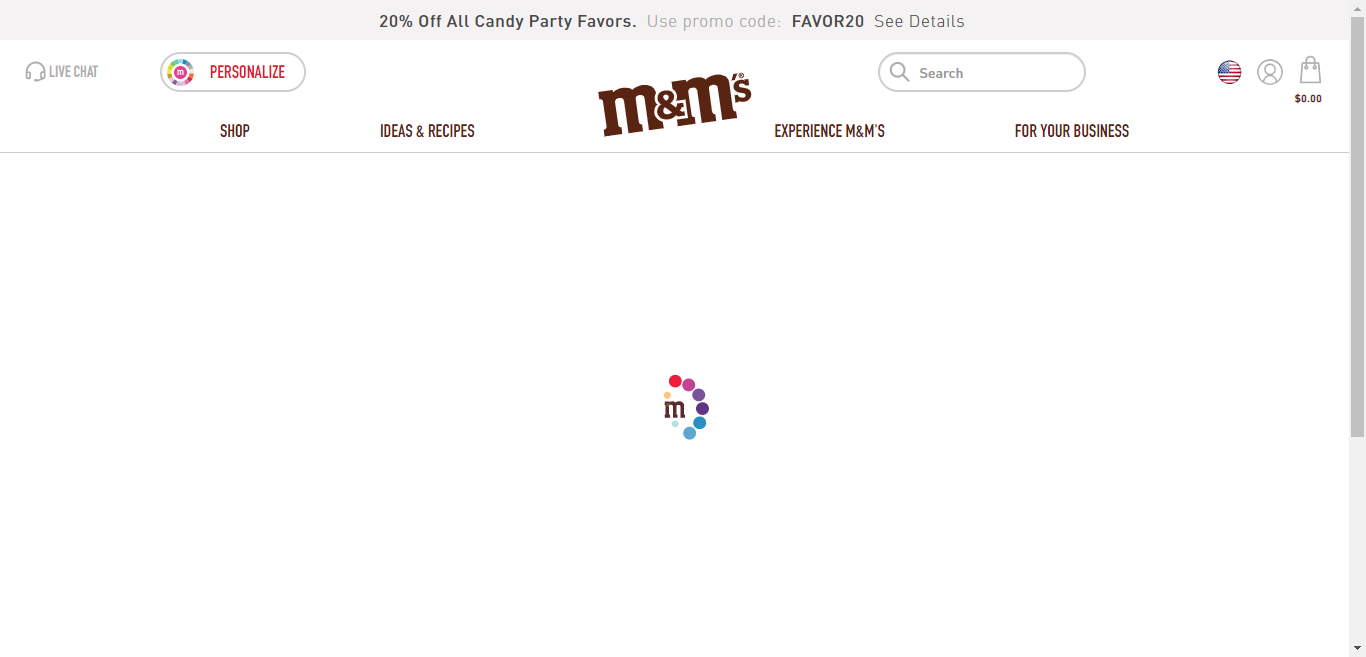 20% Off All Candy Party Favors. Use promo code: FAVOR20 See Details
LIVE CHAT
m
PERSONALIZE
m&m's®
Search
$0.00
SHOP
IDEAS & RECIPES
EXPERIENCE M&M'S
FOR YOUR BUSINESS
m